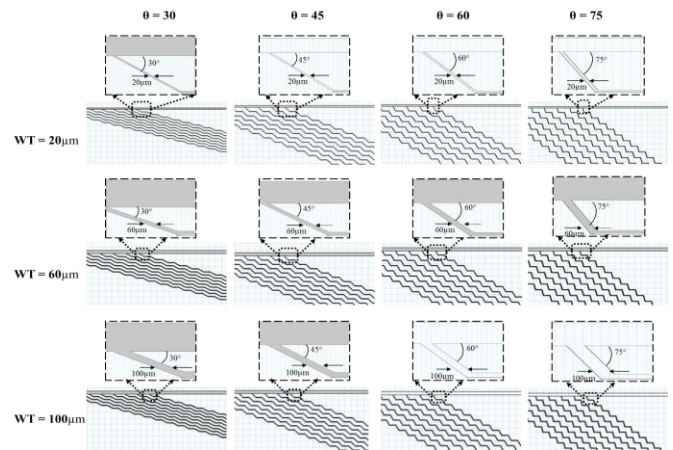 θ = 30 θ = 45 θ = 60 θ = 75
30° 45° 60° 75°
20μm 20μm 20μm 20μm
WT = 20μm
30° 45° 60° 75°
60μm 60μm 60μm 60μm
WT = 60μm
30° 45° 60° 75°
100μm 100μm 100μm 100μm
WT = 100μm